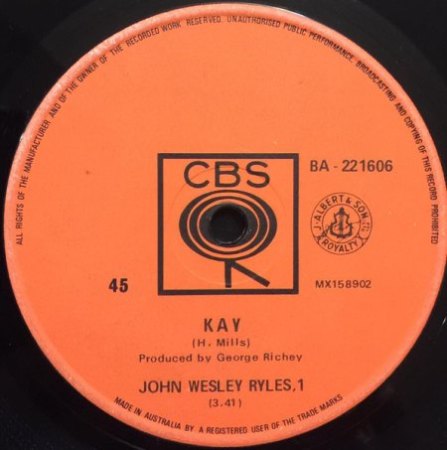 ALL RIGHTS OF THE MANUFACTURER AND OF THE OWNER OF THE RECORDED WORK RESERVED. UNAUTHORISED PUBLIC PERFORMANCE, BROADCASTING AND COPYING OF THIS RECORD PROHIBITED
CBS
BA - 221606
J. ALBERT & SON
ROYALTY
45
MX158902
KAY
(H. Mills)
Produced by George Richey
JOHN WESLEY RYLES,1
(3.41)
MADE IN AUSTRALIA BY A REGISTERED USER OF THE TRADE MARKS